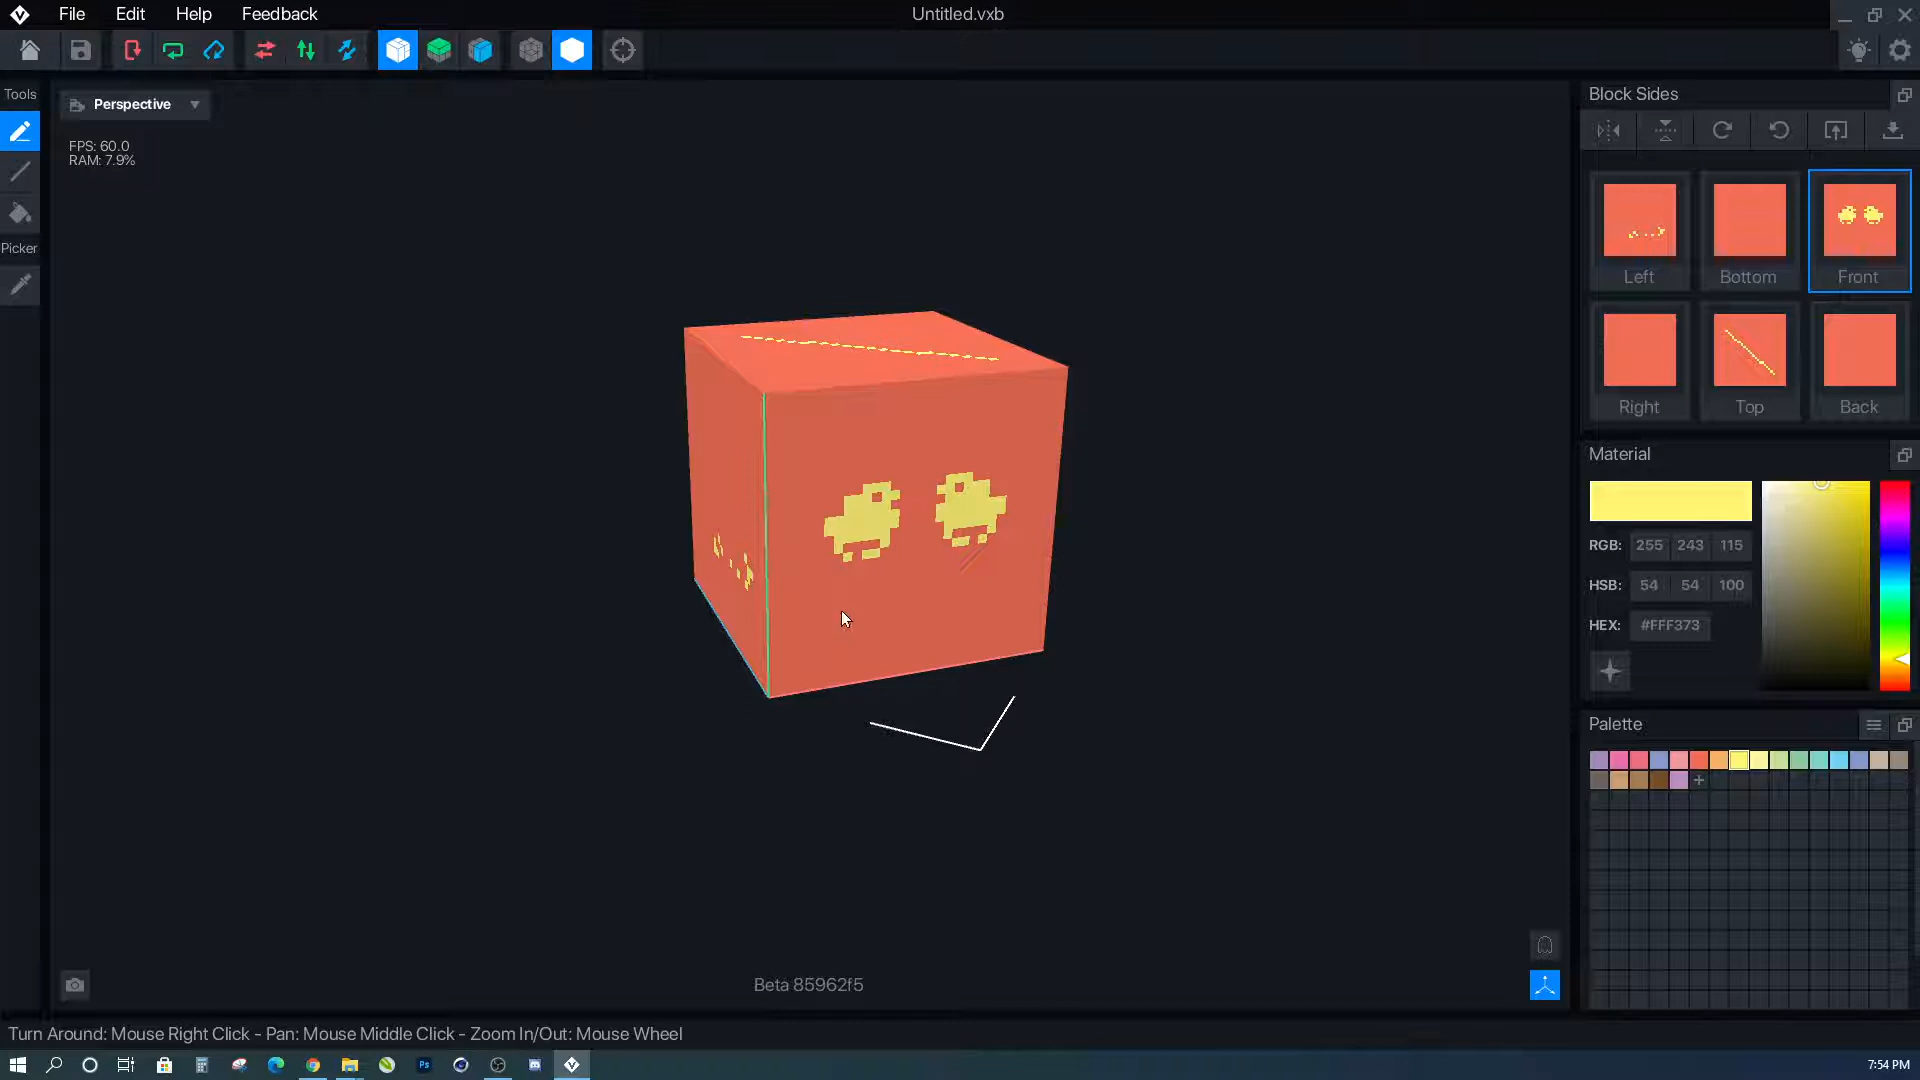 File Edit Help Feedback Untitled.vxb
Tools
Perspective
FPS: 60.0
RAM: 7.9%
Picker
Block Sides
Left Bottom Front
Right Top Back
Material
RGB: 255 243 115
HSB: 54 54 100
HEX: #FFF373
Palette
Beta 85962f5
Turn Around: Mouse Right Click - Pan: Mouse Middle Click - Zoom In/Out: Mouse Wheel
Ps
7:54 PM